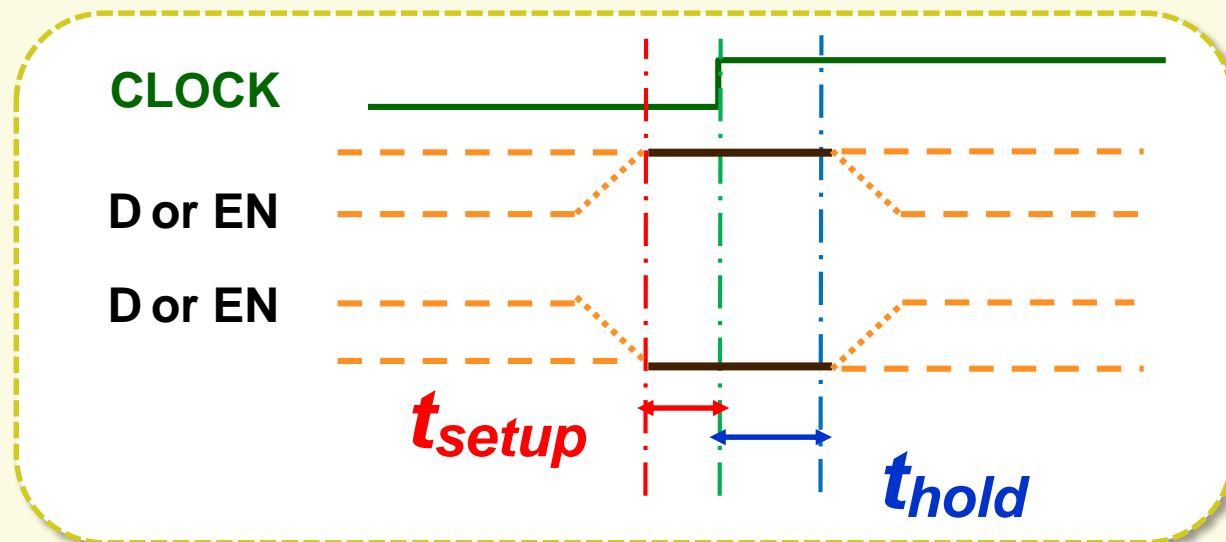 CLOCK
D or EN
D or EN
tsetup
thold